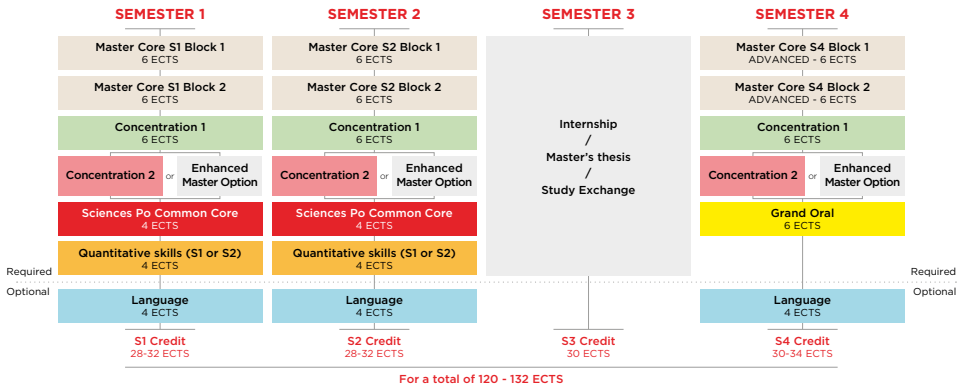 SEMESTER 1
Master Core S1 Block 1
6 ECTS
Master Core S1 Block 2
6 ECTS
Concentration 1
6 ECTS
Concentration 2
or
Enhanced
Master Option
Sciences Po Common Core
4 ECTS
Quantitative skills (S1 or S2)
4 ECTS
Required
Optional
Language
4 ECTS
S1 Credit
28-32 ECTS
SEMESTER 2
Master Core S2 Block 1
6 ECTS
Master Core S2 Block 2
6 ECTS
Concentration 1
6 ECTS
Concentration 2
or
Enhanced
Master Option
Sciences Po Common Core
4 ECTS
Quantitative skills (S1 or S2)
4 ECTS
Language
4 ECTS
S2 Credit
28-32 ECTS
SEMESTER 3
Internship
/
Master's thesis
/
Study Exchange
S3 Credit
30 ECTS
SEMESTER 4
Master Core S4 Block 1
ADVANCED - 6 ECTS
Master Core S4 Block 2
ADVANCED - 6 ECTS
Concentration 1
6 ECTS
Concentration 2
or
Enhanced
Master Option
Grand Oral
6 ECTS
Required
Optional
Language
4 ECTS
S4 Credit
30-34 ECTS
For a total of 120 - 132 ECTS